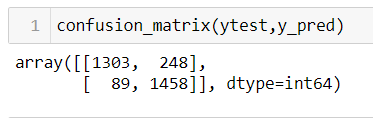 1 confusion_matrix(ytest,y_pred)
array([[1303, 248],
[ 89, 1458]], dtype=int64)